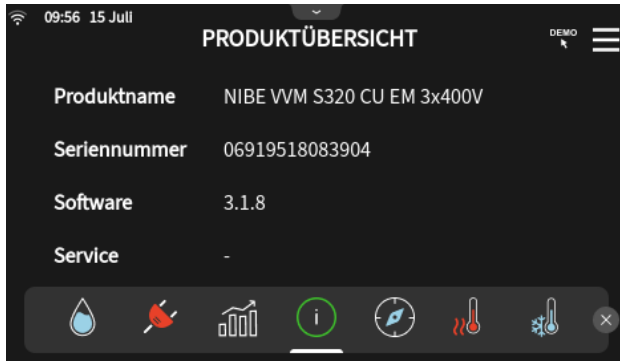 09:56 15 Juli
PRODUKTÜBERSICHT
DEMO
Produktname NIBE VVM S320 CU EM 3x400V
Seriennummer 06919518083904
Software 3.1.8
Service -
i